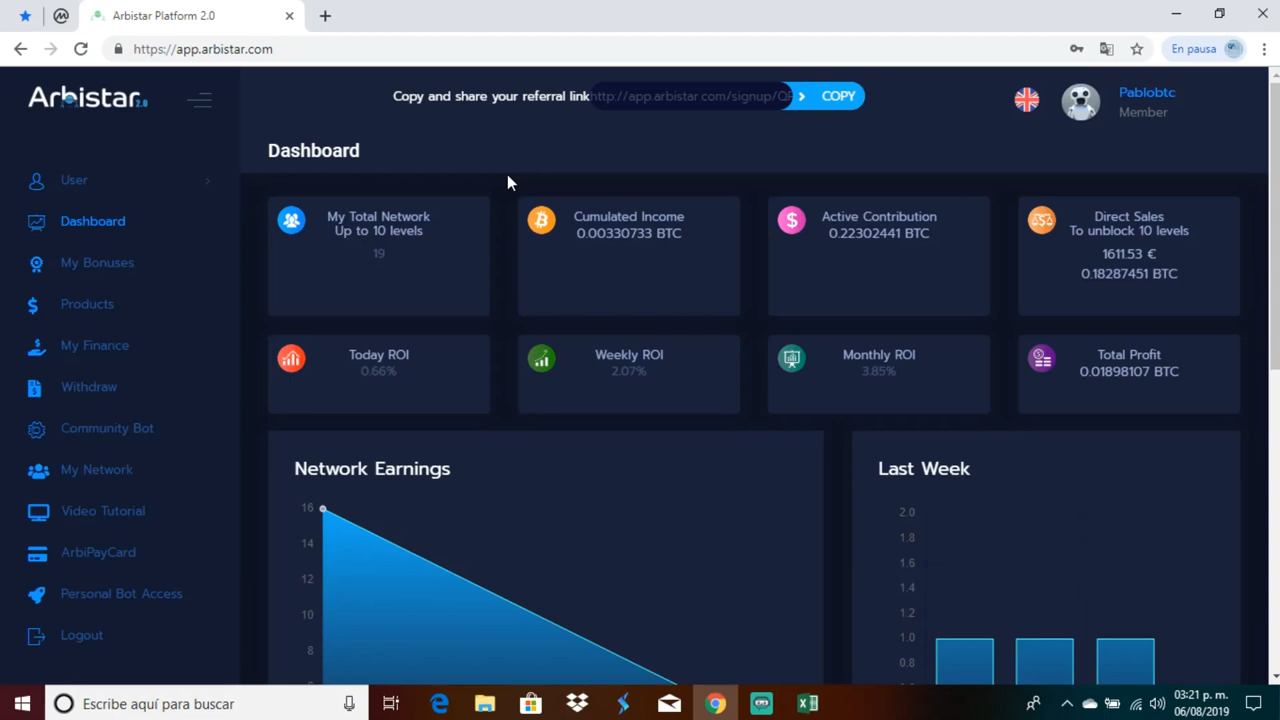 Arbistar Platform 2.0
https://app.arbistar.com
En pausa
Arbistar 2.0
Copy and share your referral link http://app.arbistar.com/signup/ COPY
Pablobtc
Member
Dashboard
User
Dashboard
My Bonuses
Products
My Finance
Withdraw
Community Bot
My Network
Video Tutorial
ArbiPayCard
Personal Bot Access
Logout
My Total Network
Up to 10 levels
19
Cumulated Income
0.00330733 BTC
Active Contribution
0.22302441 BTC
Direct Sales
To unblock 10 levels
1611.53 €
0.18287451 BTC
Today ROI
0.66%
Weekly ROI
2.07%
Monthly ROI
3.85%
Total Profit
0.01898107 BTC
Network Earnings
16
14
12
10
8
Last Week
2.0
1.8
1.6
1.4
1.2
1.0
0.8
Escribe aquí para buscar
03:21 p. m.
06/08/2019